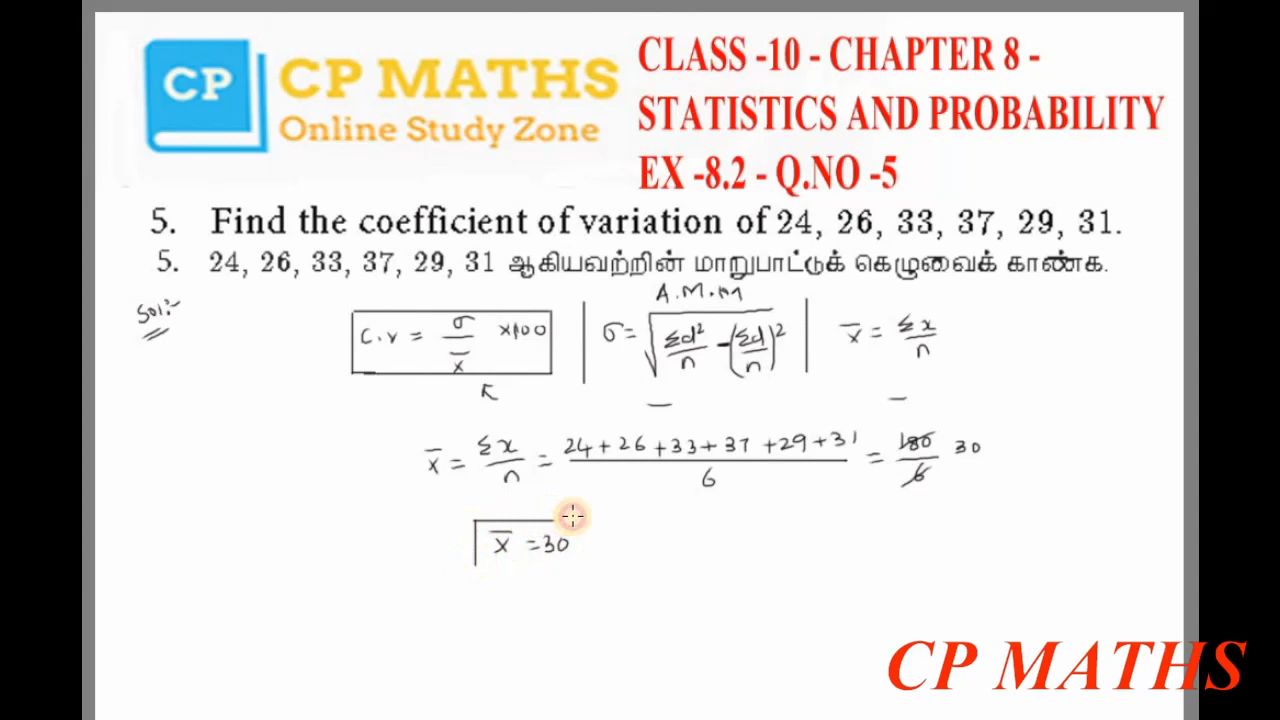 CP
CP MATHS
Online Study Zone
CLASS -10 - CHAPTER 8 -
STATISTICS AND PROBABILITY
EX -8.2 - Q.NO -5
5. Find the coefficient of variation of 24, 26, 33, 37, 29, 31.
5. 24, 26, 33, 37, 29, 31 ஆகியவற்றின் மாறுபாட்டுக் கெழுவைக் காண்க.
Sol:-
A.M.M
C.V = σ/x̄ ×100 | σ = √(Σd²/n - (Σd/n)²) | x̄ = Σx/n
x̄ = Σx/n = 24+26+33+37+29+31/6 = 180/6 30
x̄ = 30
CP MATHS